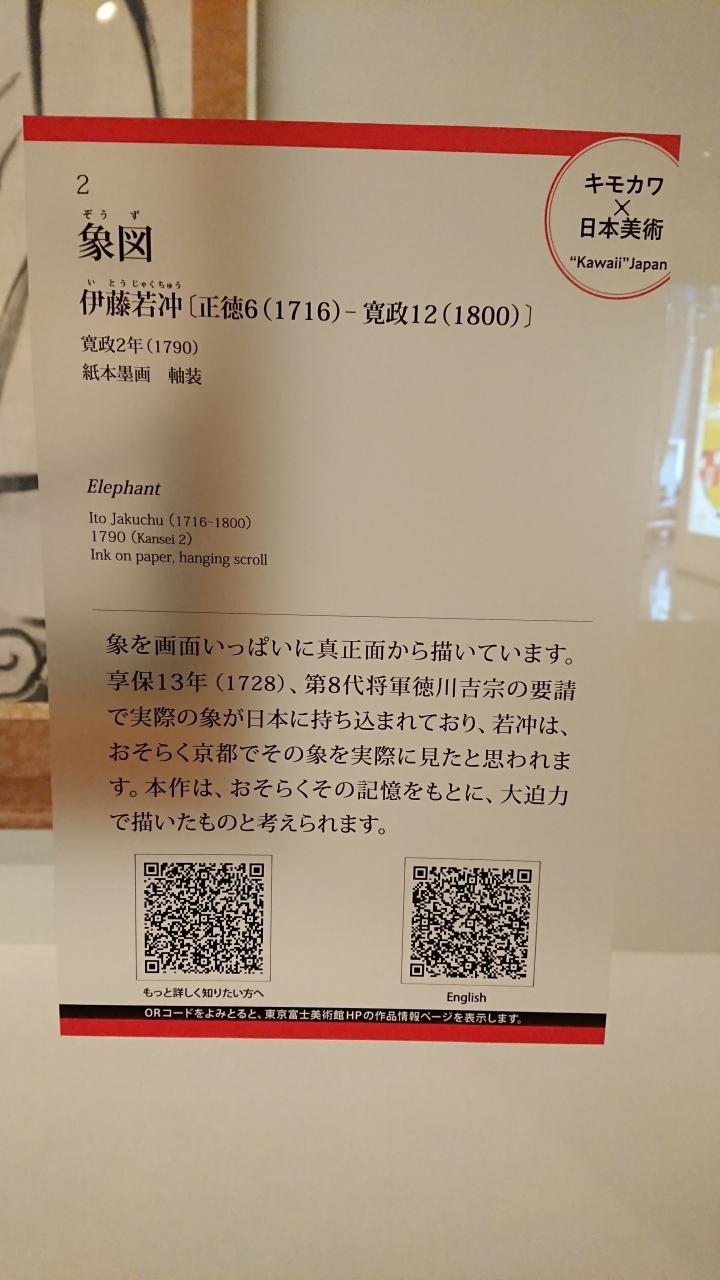 2
キモカワ
×
日本美術
“Kawaii”Japan
ぞう ず
象図
い とう じゃくちゅう
伊藤若冲〔正徳6(1716)− 寛政12(1800)〕
寛政2年(1790)
紙本墨画　軸装
Elephant
Ito Jakuchu (1716-1800)
1790 (Kansei 2)
Ink on paper, hanging scroll
象を画面いっぱいに真正面から描いています。
享保13年(1728)、第8代将軍徳川吉宗の要請
で実際の象が日本に持ち込まれており、若冲は、
おそらく京都でその象を実際に見たと思われま
す。本作は、おそらくその記憶をもとに、大迫力
で描いたものと考えられます。
もっと詳しく知りたい方へ
English
QRコードをよみとると、東京富士美術館HPの作品情報ページを表示します。